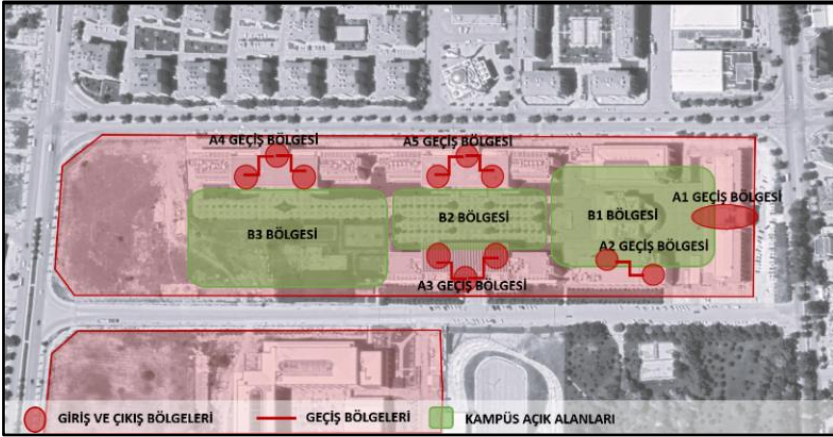 A4 GEÇİŞ BÖLGESİ
A5 GEÇİŞ BÖLGESİ
A1 GEÇİŞ BÖLGESİ
B3 BÖLGESİ
B2 BÖLGESİ
B1 BÖLGESİ
A2 GEÇİŞ BÖLGESİ
A3 GEÇİŞ BÖLGESİ
GİRİŞ VE ÇIKIŞ BÖLGELERİ
GEÇİŞ BÖLGELERİ
KAMPÜS AÇIK ALANLARI